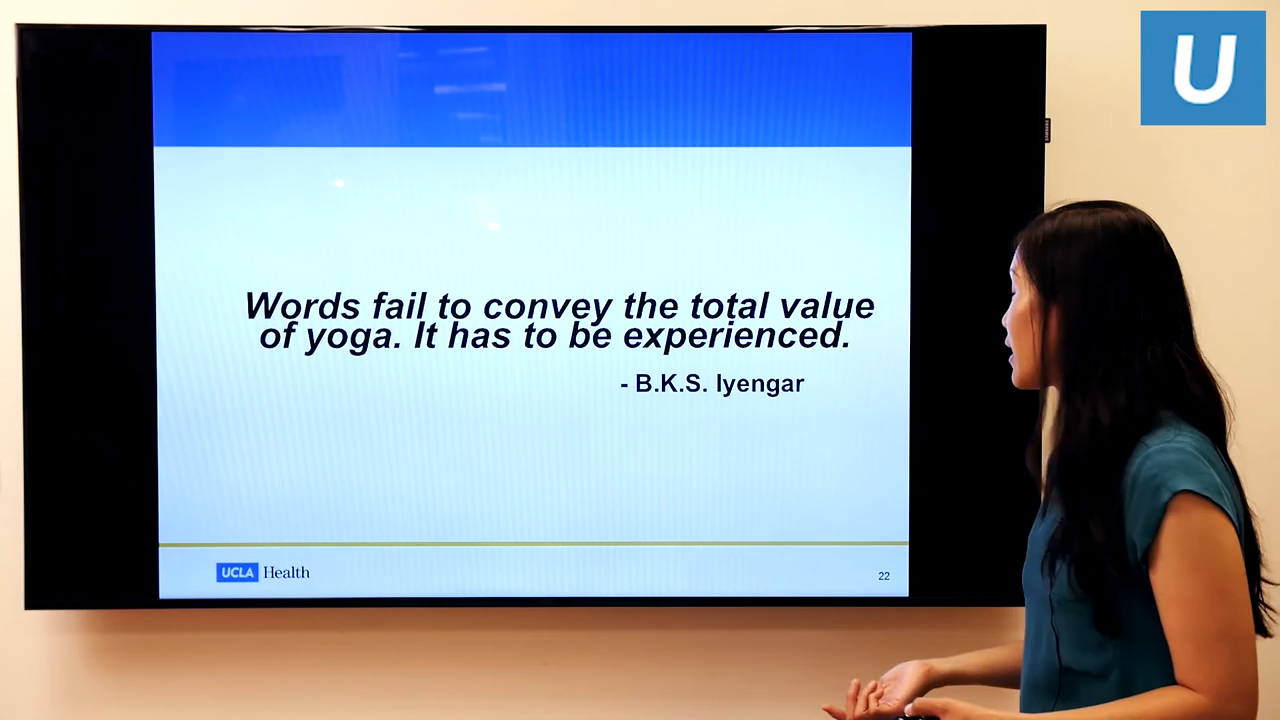 U
Words fail to convey the total value
of yoga. It has to be experienced.
- B.K.S. Iyengar
UCLA Health
22